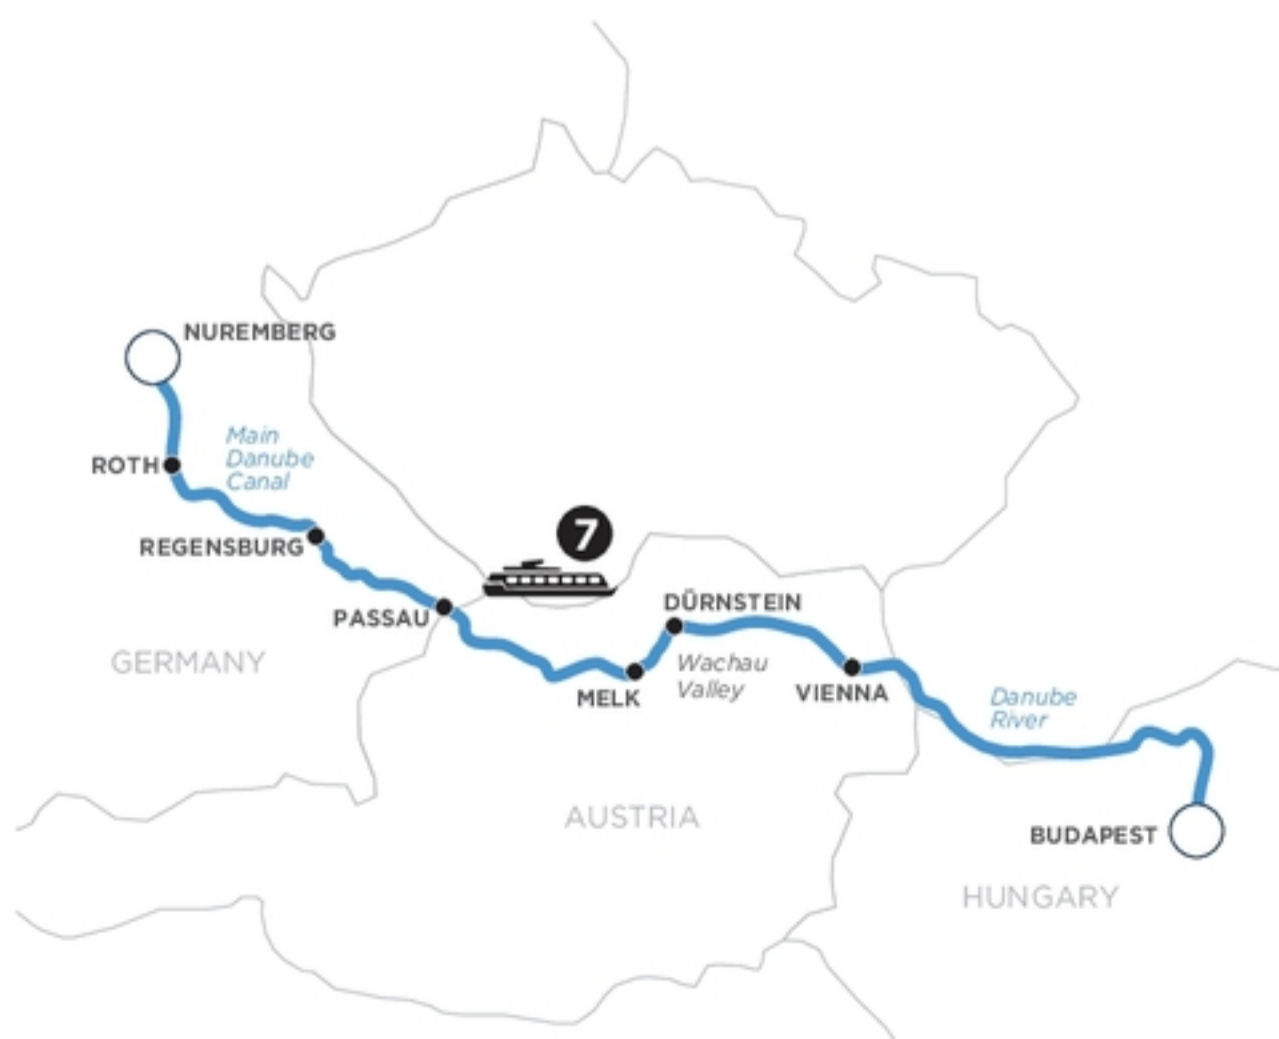 NUREMBERG
Main
Danube
Canal
ROTH
7
REGENSBURG
DÜRNSTEIN
PASSAU
GERMANY
Wachau
Valley
MELK
VIENNA
Danube
River
AUSTRIA
BUDAPEST
HUNGARY